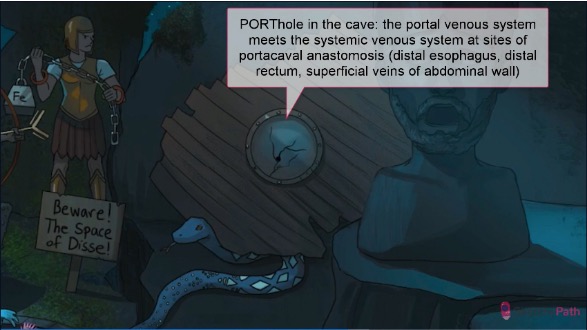 PORThole in the cave: the portal venous system
meets the systemic venous system at sites of
portacaval anastomosis (distal esophagus, distal
rectum, superficial veins of abdominal wall)
Fe
Beware!
The Space
of Disse!
Path